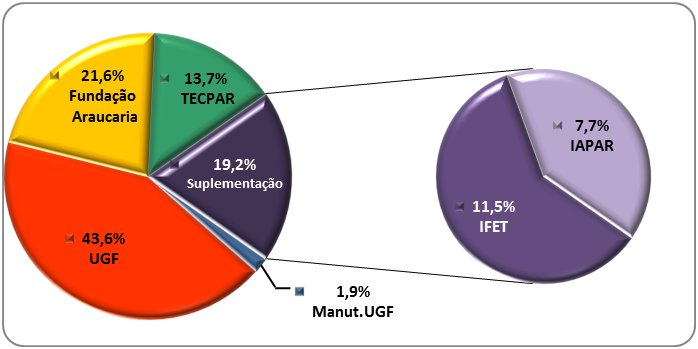 21,6%
Fundação
Araucaria
13,7%
TECPAR
19,2%
Suplementação
43,6%
UGF
1,9%
Manut.UGF
7,7%
IAPAR
11,5%
IFET